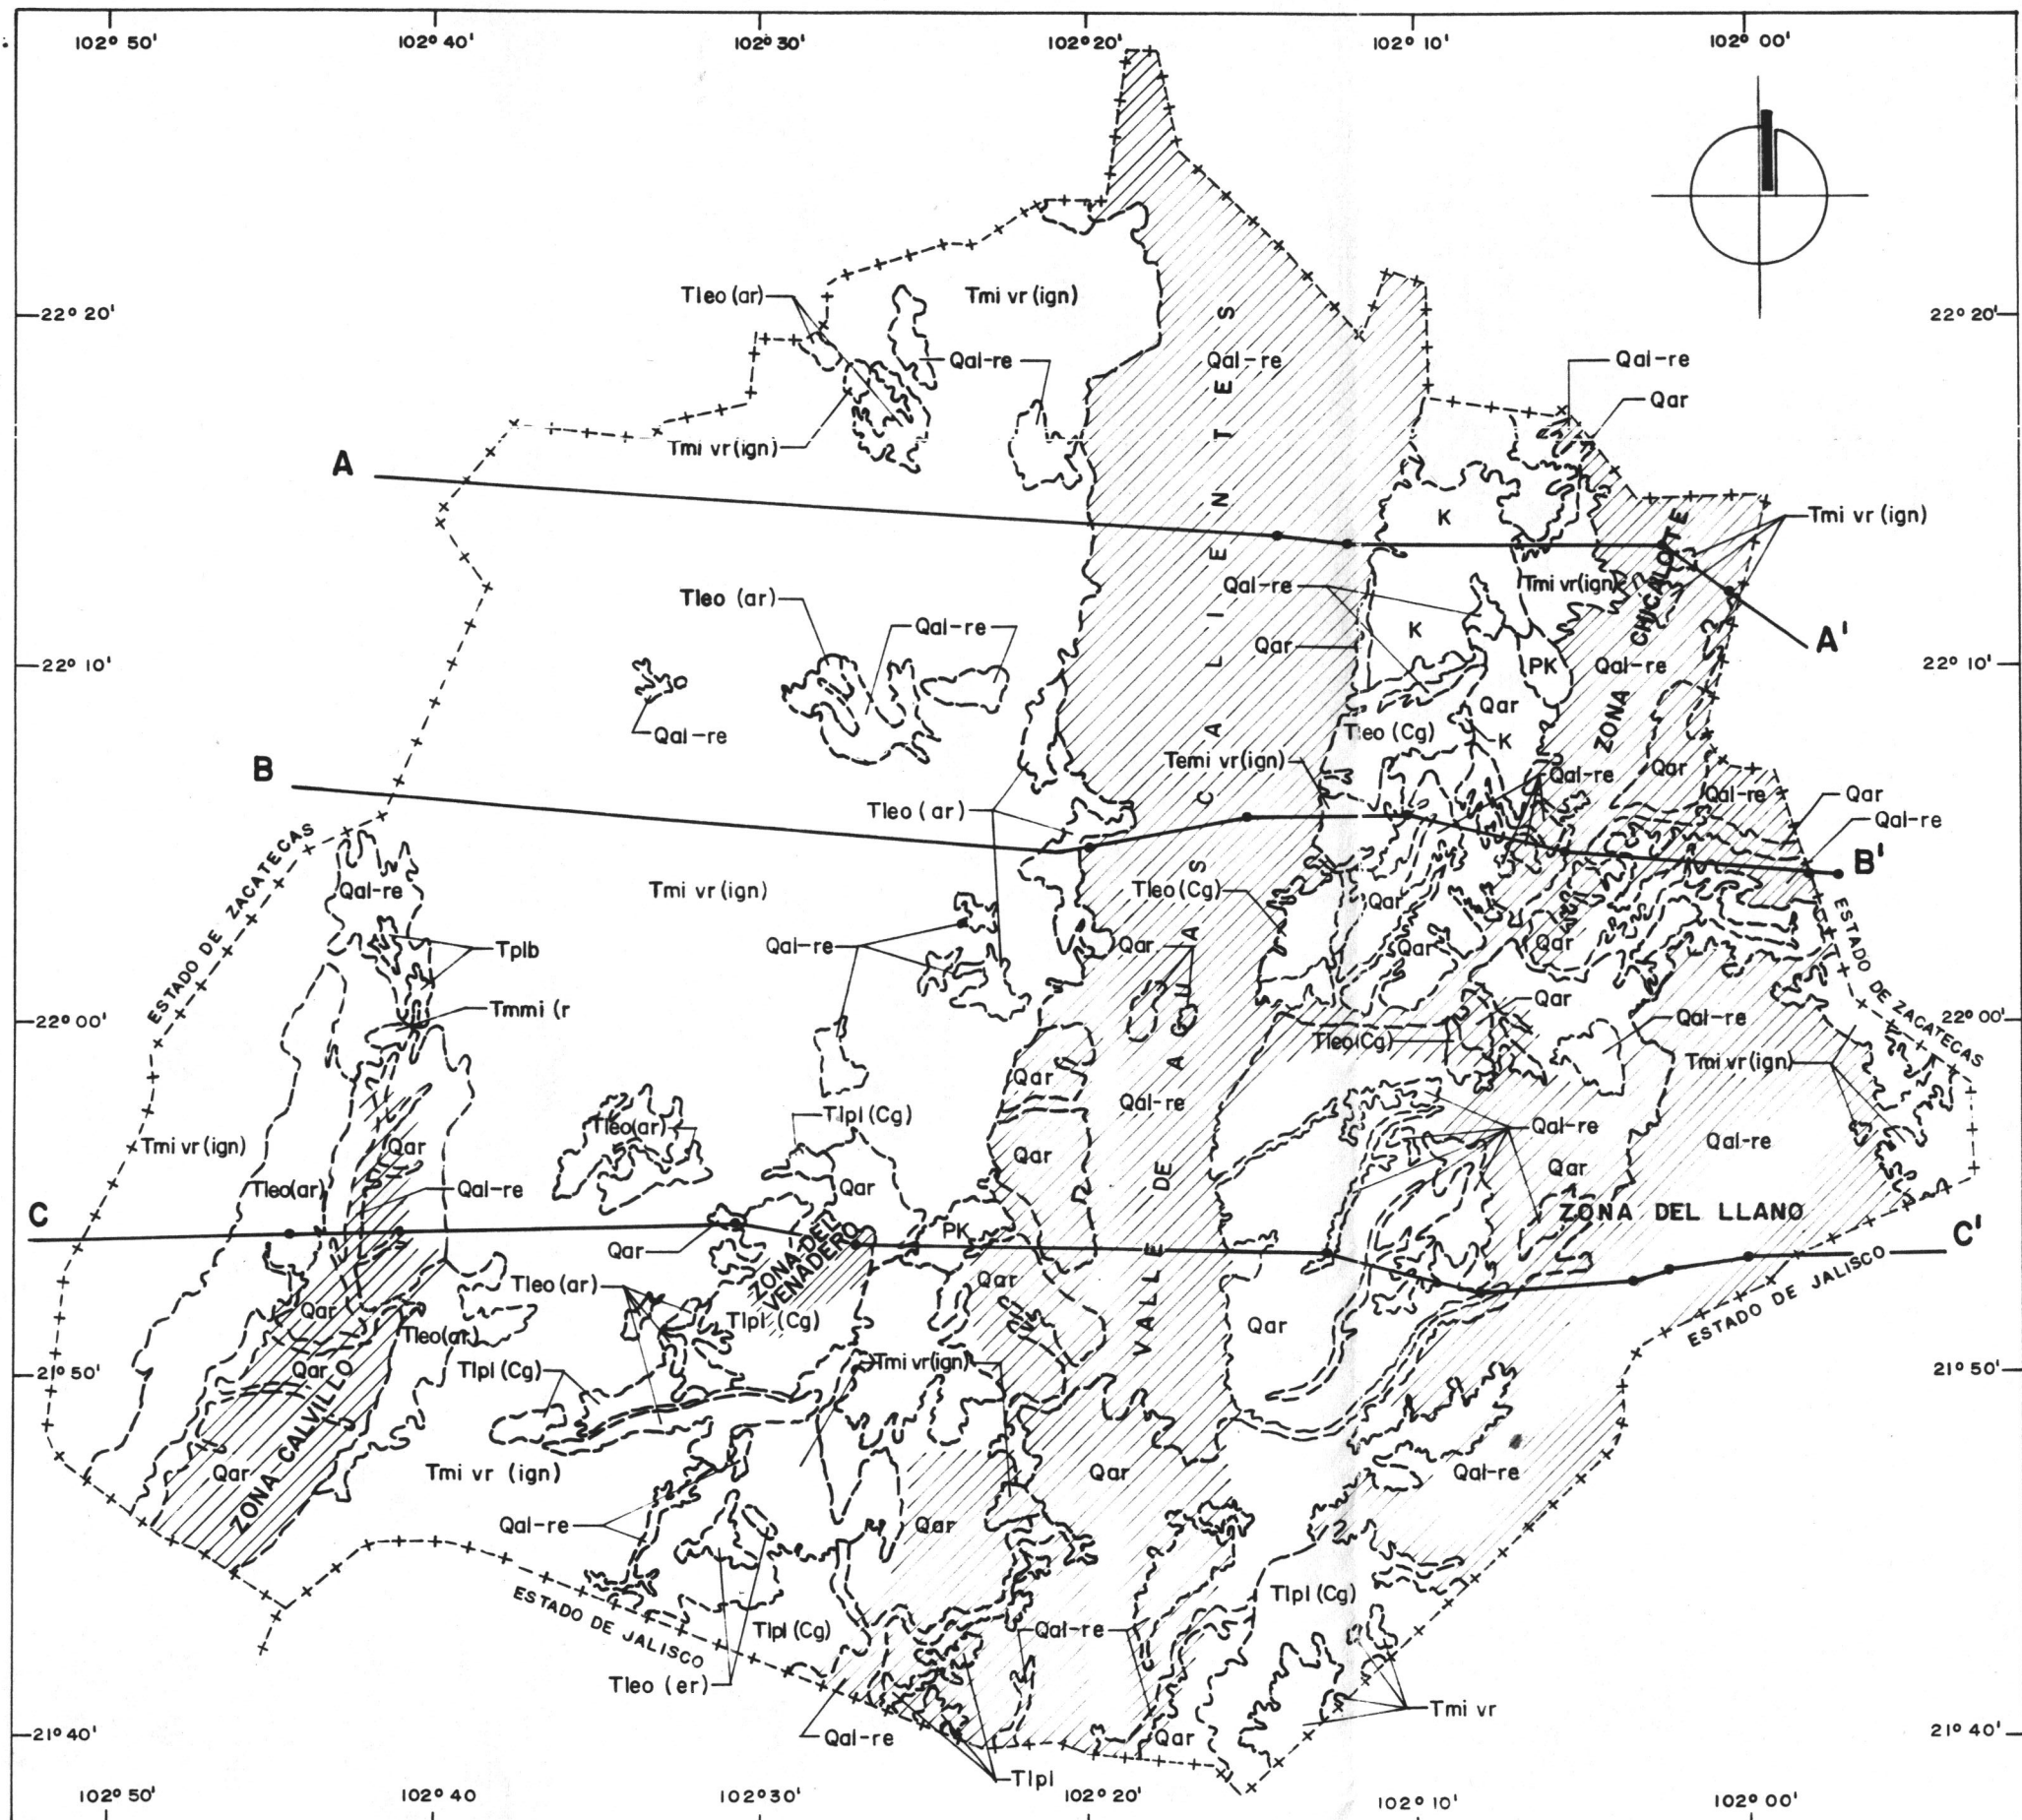 102° 50'
102° 40'
102° 30'
102° 20'
102° 10'
102° 00'
22° 20'
22° 20'
Tleo (ar)
Tmi vr (ign)
Qal-re
Qal-re
Qal-re
Qar
Tmi vr (ign)
A
K
Tmi vr (ign)
Qal-re
Tmi vr (ign)
Tleo (ar)
Qal-re
K
Qar
A'
22° 10'
PK
Qal-re
22° 10'
ZONA CHICALOTE
Qal-re
Qar
Tleo (Cg)
K
Temi vr (ign)
B
Qal-re
Qar
Qal-re
Qar
Tleo (ar)
Qal-re
B'
ESTADO DE ZACATECAS
Qal-re
Tmi vr (ign)
Tleo (Cg)
Qar
Tplb
Qal-re
Qar
Qar
Qar
ESTADO DE ZACATECAS
Tmmi (r
Qar
22° 00'
Qal-re
22° 00'
Tleo (Cg)
Tmi vr (ign)
Qar
VALLE DE AGUAS CALIENTES
Qal-re
Tlpl (Cg)
Tleo (ar)
Qal-re
Tmi vr (ign)
Qar
Qar
Qal-re
Qar
Tleo (ar)
Qal-re
Qar
C
ZONA DEL LLANO
Qar
ZONA DEL VENADERO
PK
C'
Tleo (ar)
Qar
Qar
Tlpl (Cg)
Qar
ESTADO DE JALISCO
Tleo (ar)
Qar
Tlpl (Cg)
Tmi vr (ign)
21° 50'
21° 50'
ZONA CALVILLO
Qar
Tmi vr (ign)
Qar
Qal-re
Qal-re
Qar
ESTADO DE JALISCO
Tlpl (Cg)
Tlpl (Cg)
Qal-re
Tleo (er)
Tmi vr
21° 40'
Qal-re
Qar
21° 40'
Tlpl
102° 50'
102° 40
102° 30'
102° 20'
102° 10'
102° 00'